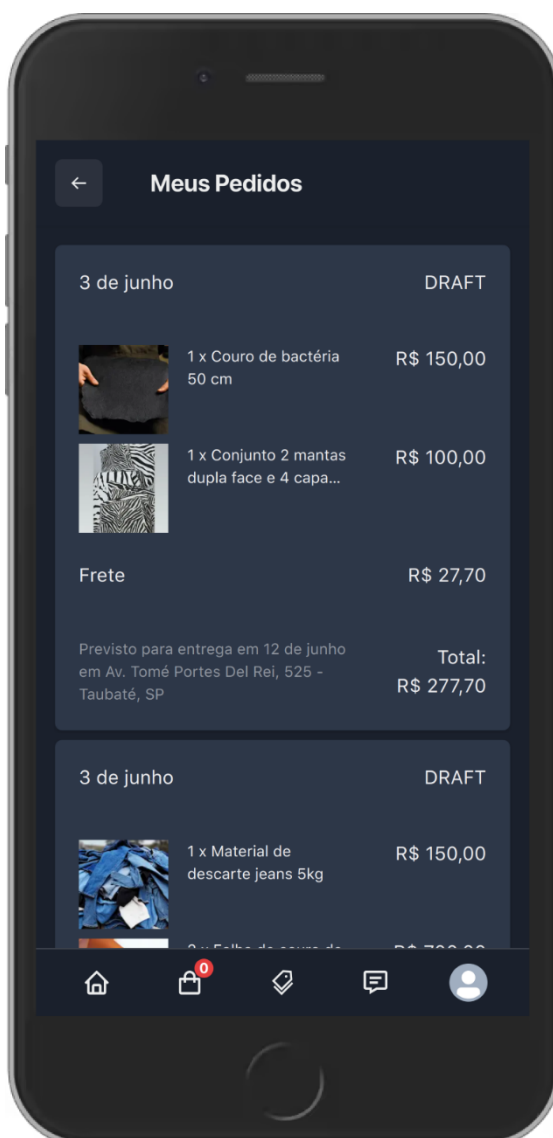 Meus Pedidos
3 de junho DRAFT
1 x Couro de bactéria R$ 150,00
50 cm
1 x Conjunto 2 mantas R$ 100,00
dupla face e 4 capa...
Frete R$ 27,70
Previsto para entrega em 12 de junho
em Av. Tomé Portes Del Rei, 525 -
Taubaté, SP
Total:
R$ 277,70
3 de junho DRAFT
1 x Material de R$ 150,00
descarte jeans 5kg
0